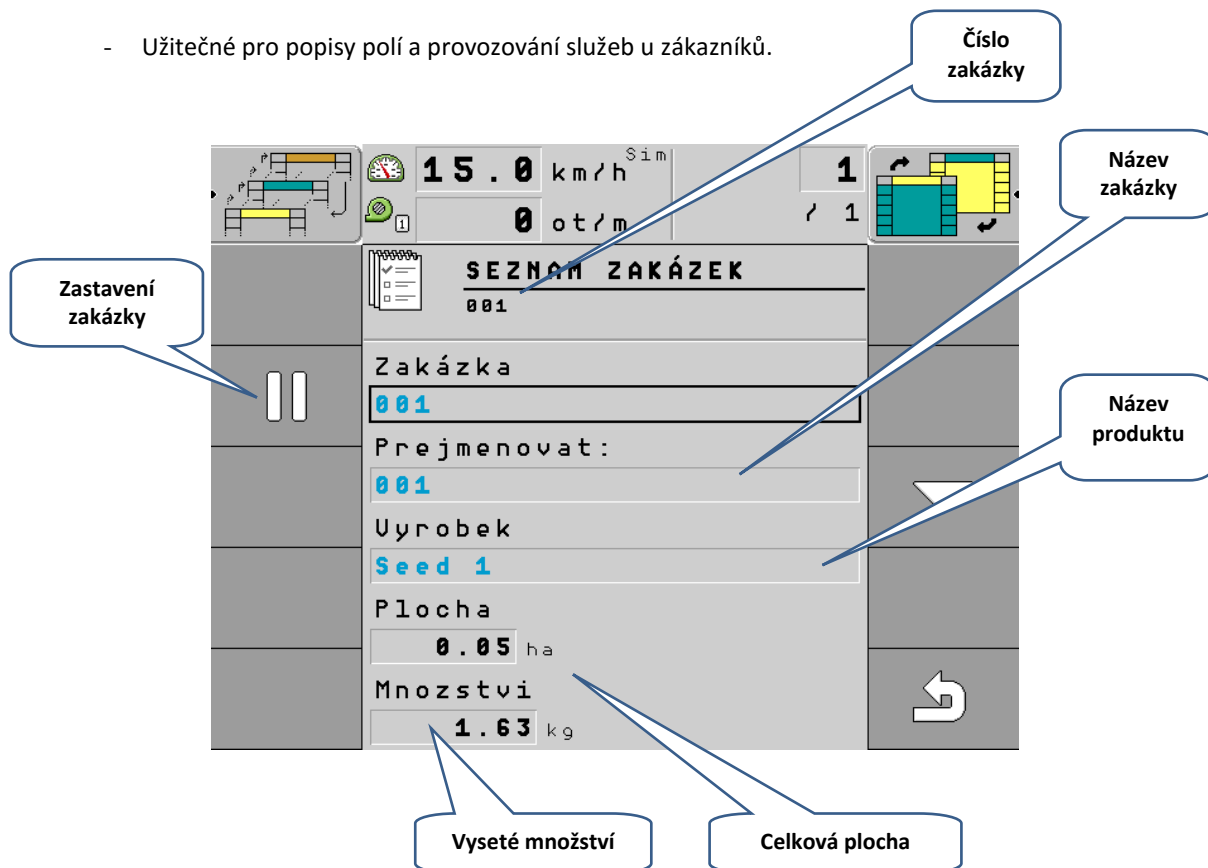 - Užitečné pro popisy polí a provozování služeb u zákazníků.
Číslo
zakázky
15.0 km/h Sim 1
1 0 ot/m / 1
Název
zakázky
SEZNAM ZAKÁZEK
001
Zastavení
zakázky
Zakázka
001
Název
produktu
Prejmenovat:
001
Vyrobek
Seed 1
Plocha
0.05 ha
Mnozstvi
1.63 kg
Vyseté množství
Celková plocha